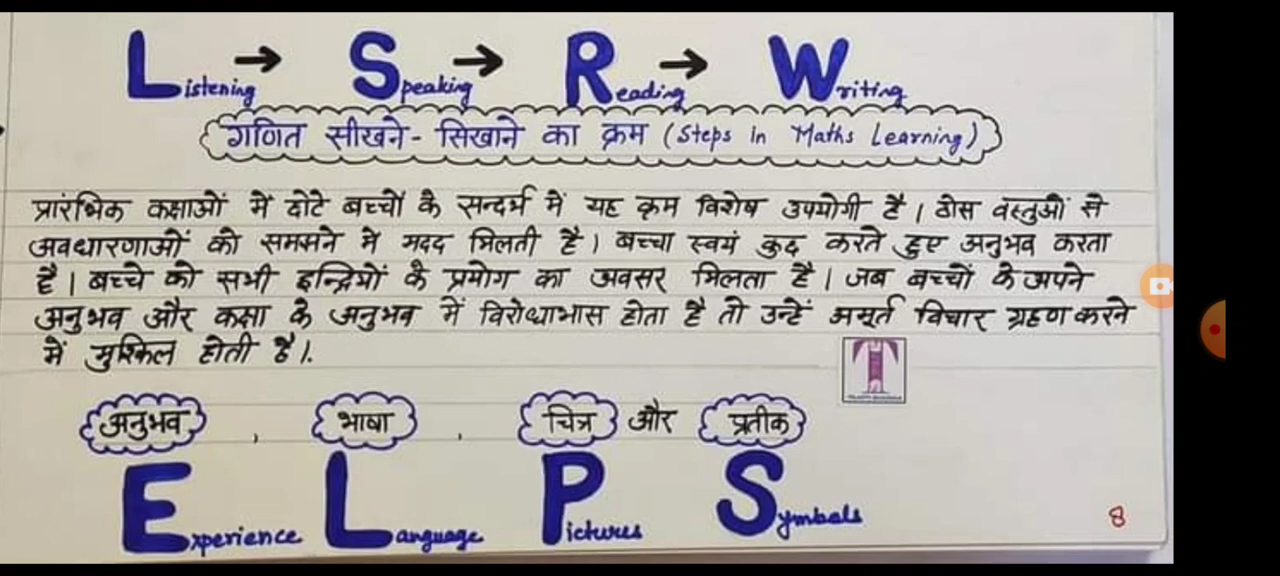 Listening → Speaking → Reading → Writing
गणित सीखने - सिखाने का क्रम (Steps in Maths Learning)
प्रारंभिक कक्षाओं में छोटे बच्चों के सन्दर्भ में यह क्रम विशेष उपयोगी है। ठोस वस्तुओं से
अवधारणाओं को समझने में मदद मिलती है। बच्चा स्वयं कुछ करते हुए अनुभव करता
है। बच्चे को सभी इन्द्रियों के प्रयोग का अवसर मिलता है। जब बच्चों के अपने
अनुभव और कक्षा के अनुभव में विरोधाभास होता है तो उन्हें अमूर्त विचार ग्रहण करने
में मुश्किल होती है।.
अनुभव , भाषा , चित्र और प्रतीक
Experience Language Pictures Symbols
8